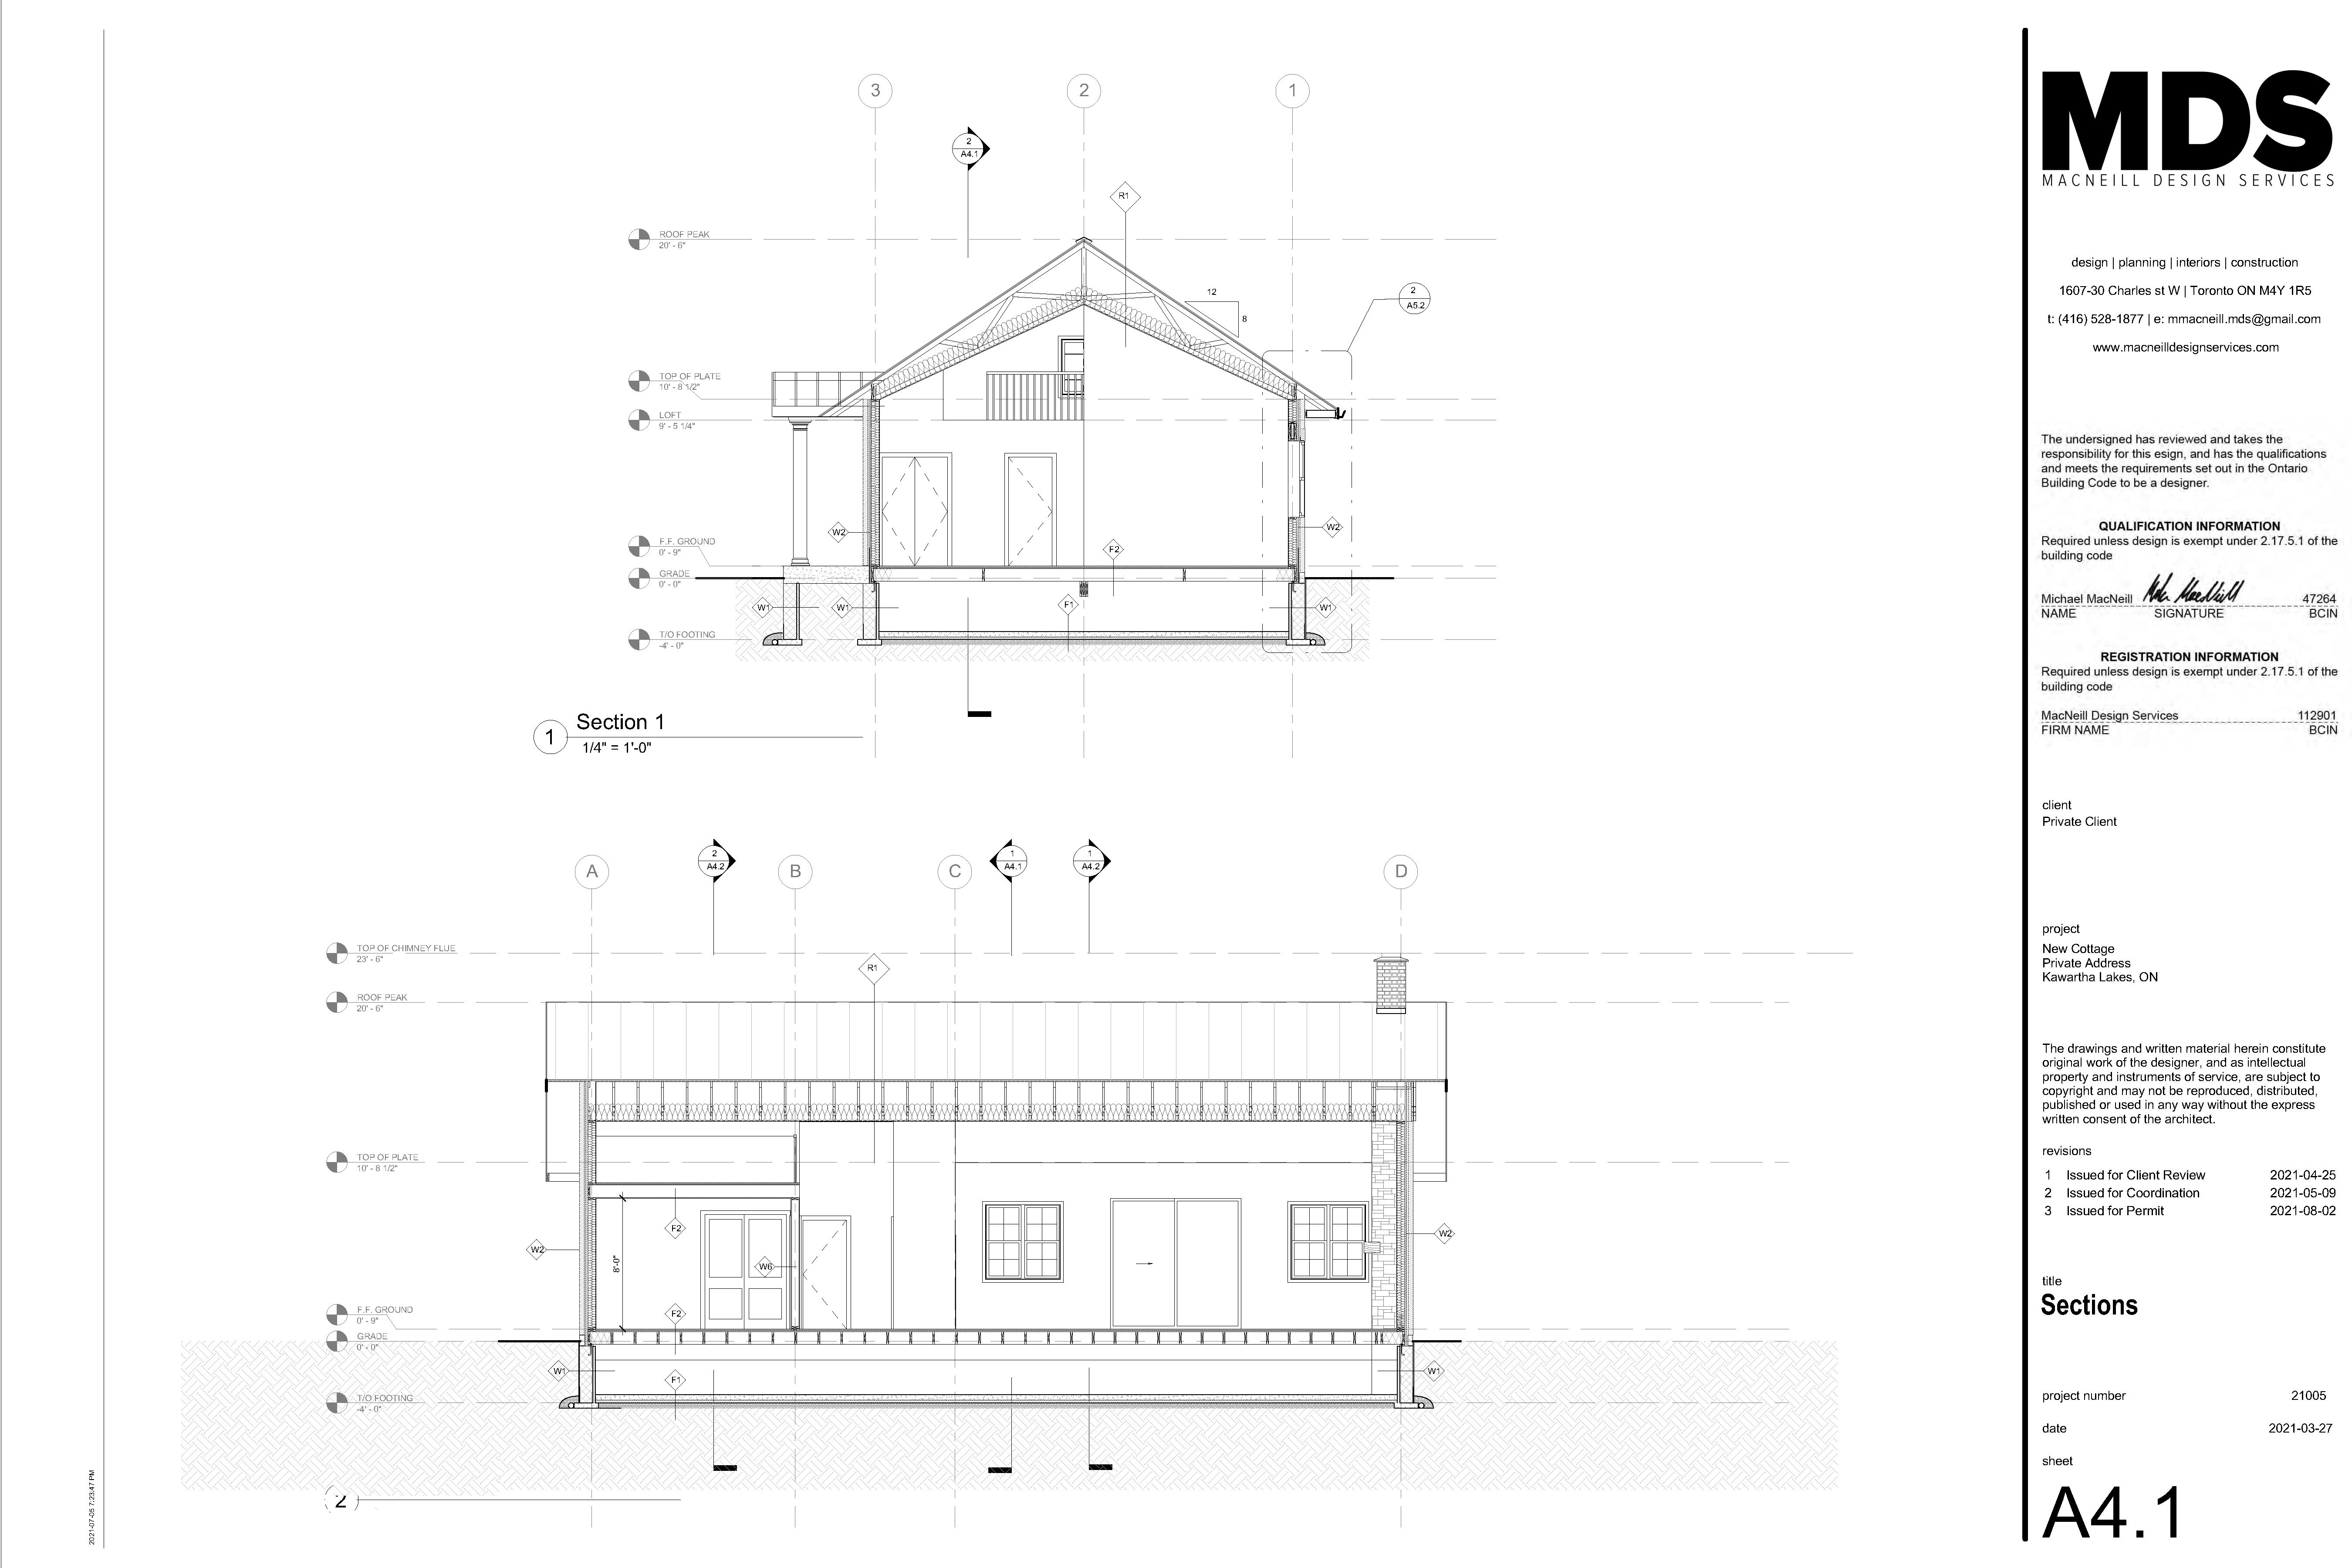 3
2
1
2
A4.1
R1
ROOF PEAK
20' - 6"
12
8
2
A5.2
TOP OF PLATE
10' - 8 1/2"
LOFT
9' - 5 1/4"
W2
W2
F.F. GROUND
0' - 9"
F2
GRADE
0' - 0"
W1
W1
F1
W1
T/O FOOTING
-4' - 0"
1
Section 1
1/4" = 1'-0"
A
2
A4.2
B
C
1
A4.1
1
A4.2
D
TOP OF CHIMNEY FLUE
23' - 6"
R1
ROOF PEAK
20' - 6"
TOP OF PLATE
10' - 8 1/2"
F2
W2
W2
8'-0"
W6
F.F. GROUND
0' - 9"
F2
GRADE
0' - 0"
W1
F1
W1
T/O FOOTING
-4' - 0"
2
2021-07-05 7:23:47 PM
MDS
MACNEILL DESIGN SERVICES
design | planning | interiors | construction
1607-30 Charles st W | Toronto ON M4Y 1R5
t: (416) 528-1877 | e: mmacneill.mds@gmail.com
www.macneilldesignservices.com
The undersigned has reviewed and takes the
responsibility for this esign, and has the qualifications
and meets the requirements set out in the Ontario
Building Code to be a designer.
QUALIFICATION INFORMATION
Required unless design is exempt under 2.17.5.1 of the
building code
Michael MacNeill Mike MacNeill 47264
NAME SIGNATURE BCIN
REGISTRATION INFORMATION
Required unless design is exempt under 2.17.5.1 of the
building code
MacNeill Design Services 112901
FIRM NAME BCIN
client
Private Client
project
New Cottage
Private Address
Kawartha Lakes, ON
The drawings and written material herein constitute
original work of the designer, and as intellectual
property and instruments of service, are subject to
copyright and may not be reproduced, distributed,
published or used in any way without the express
written consent of the architect.
revisions
1 Issued for Client Review 2021-04-25
2 Issued for Coordination 2021-05-09
3 Issued for Permit 2021-08-02
title
Sections
project number 21005
date 2021-03-27
sheet
A4.1